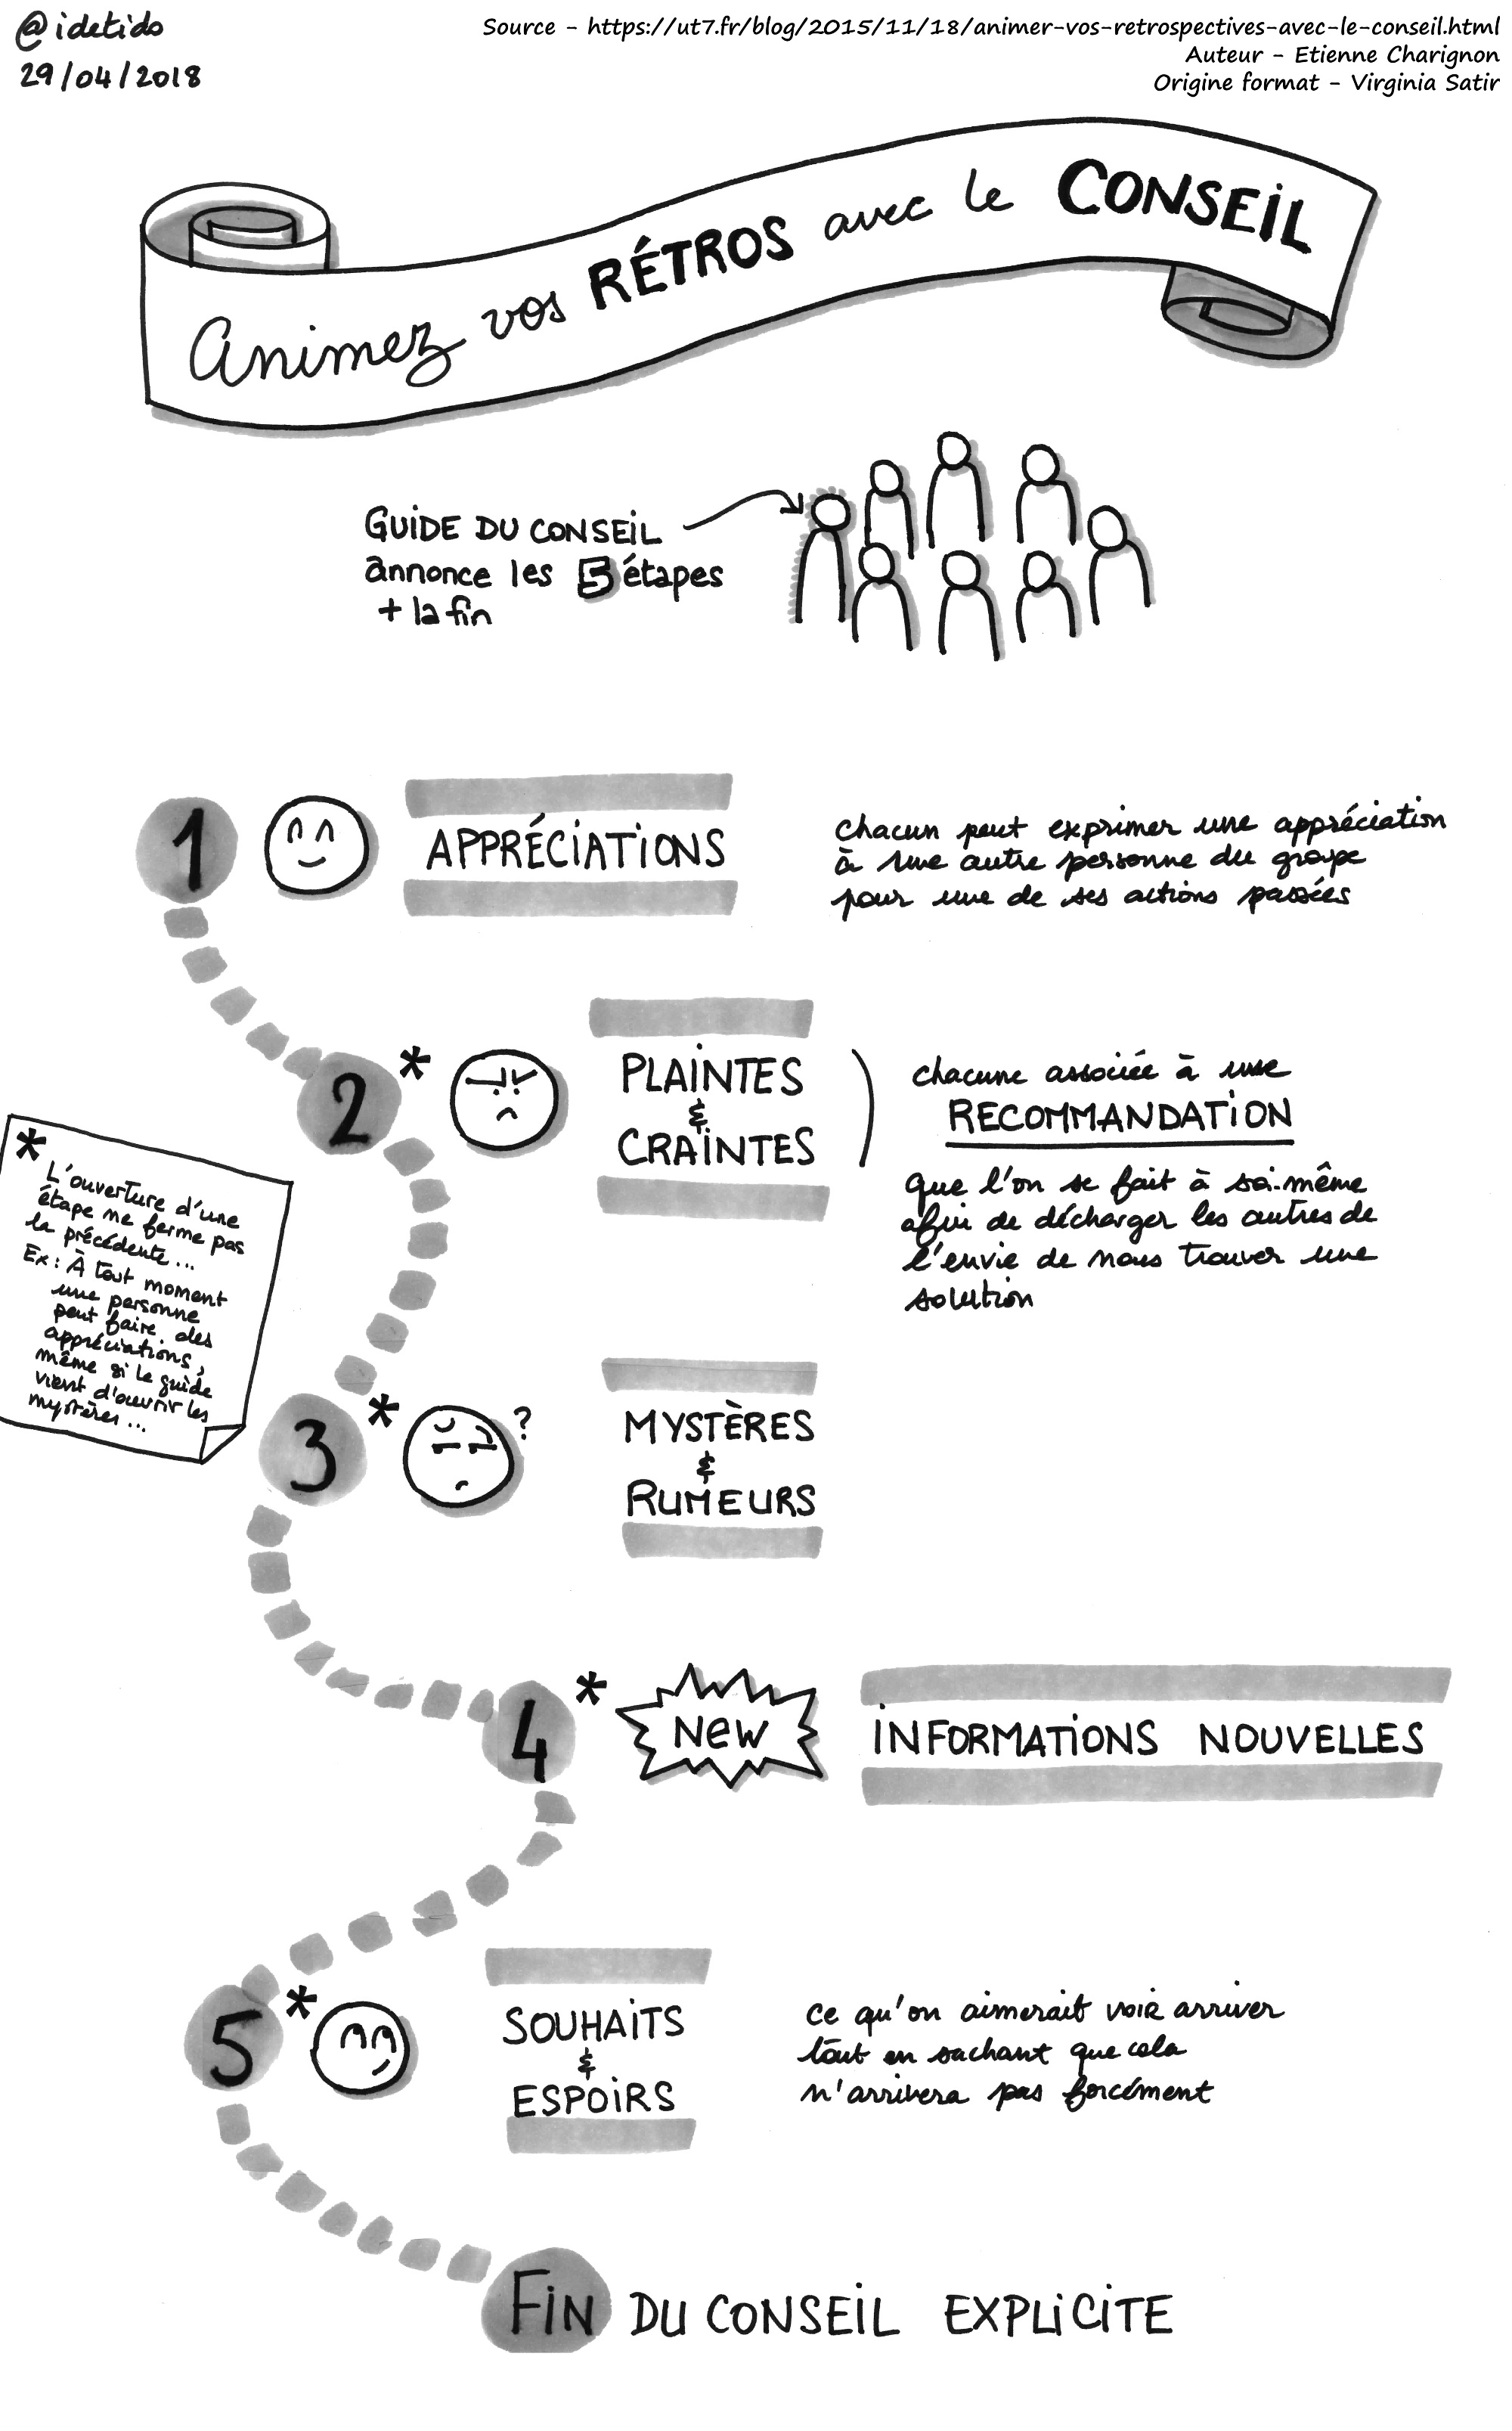 @idetido
29/04/2018
Source - https://ut7.fr/blog/2015/11/18/animer-vos-retrospectives-avec-le-conseil.html
Auteur - Etienne Charignon
Origine format - Virginia Satir
Animez vos RÉTROS avec le CONSEIL
GUIDE DU CONSEIL
annonce les 5 étapes
+ la fin
1
APPRÉCIATIONS
chacun peut exprimer une appréciation
à une autre personne du groupe
pour une de ses actions passées
2 *
PLAINTES
&
CRAINTES
chacune associée à une
RECOMMANDATION
que l'on se fait à soi-même
afin de décharger les autres de
l'envie de nous trouver une
solution
*
L'ouverture d'une
étape ne ferme pas
la précédente...
Ex : À tout moment
une personne
peut faire des
appréciations,
même si le guide
vient d'ouvrir les
mystères...
3 *
?
MYSTÈRES
&
RUMEURS
4 *
NEW
INFORMATIONS NOUVELLES
5 *
SOUHAITS
&
ESPOIRS
ce qu'on aimerait voir arriver
tout en sachant que cela
n'arrivera pas forcément
FIN DU CONSEIL EXPLICITE